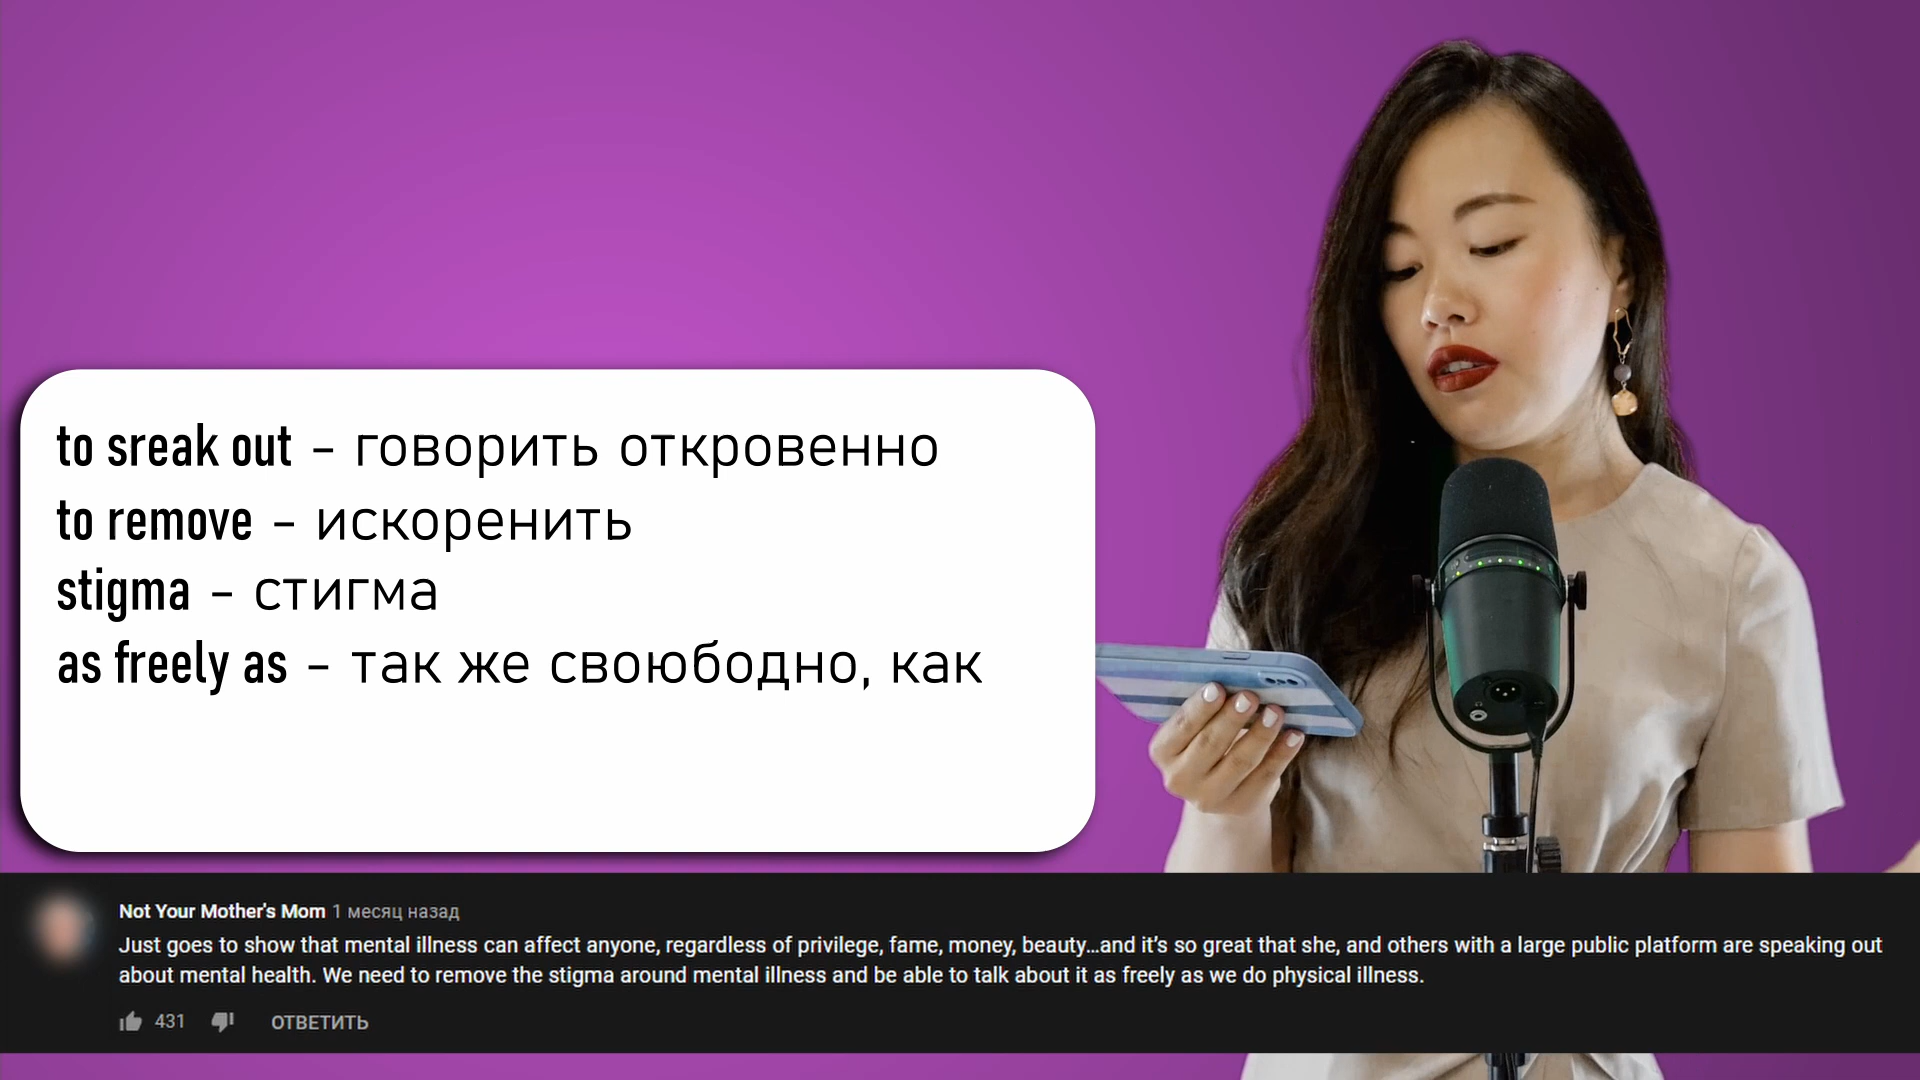 to sreak out – говорить откровенно
to remove – искоренить
stigma – стигма
as freely as – так же своюбодно, как
Not Your Mother's Mom 1 месяц назад
Just goes to show that mental illness can affect anyone, regardless of privilege, fame, money, beauty…and it's so great that she, and others with a large public platform are speaking out
about mental health. We need to remove the stigma around mental illness and be able to talk about it as freely as we do physical illness.
431 ОТВЕТИТЬ